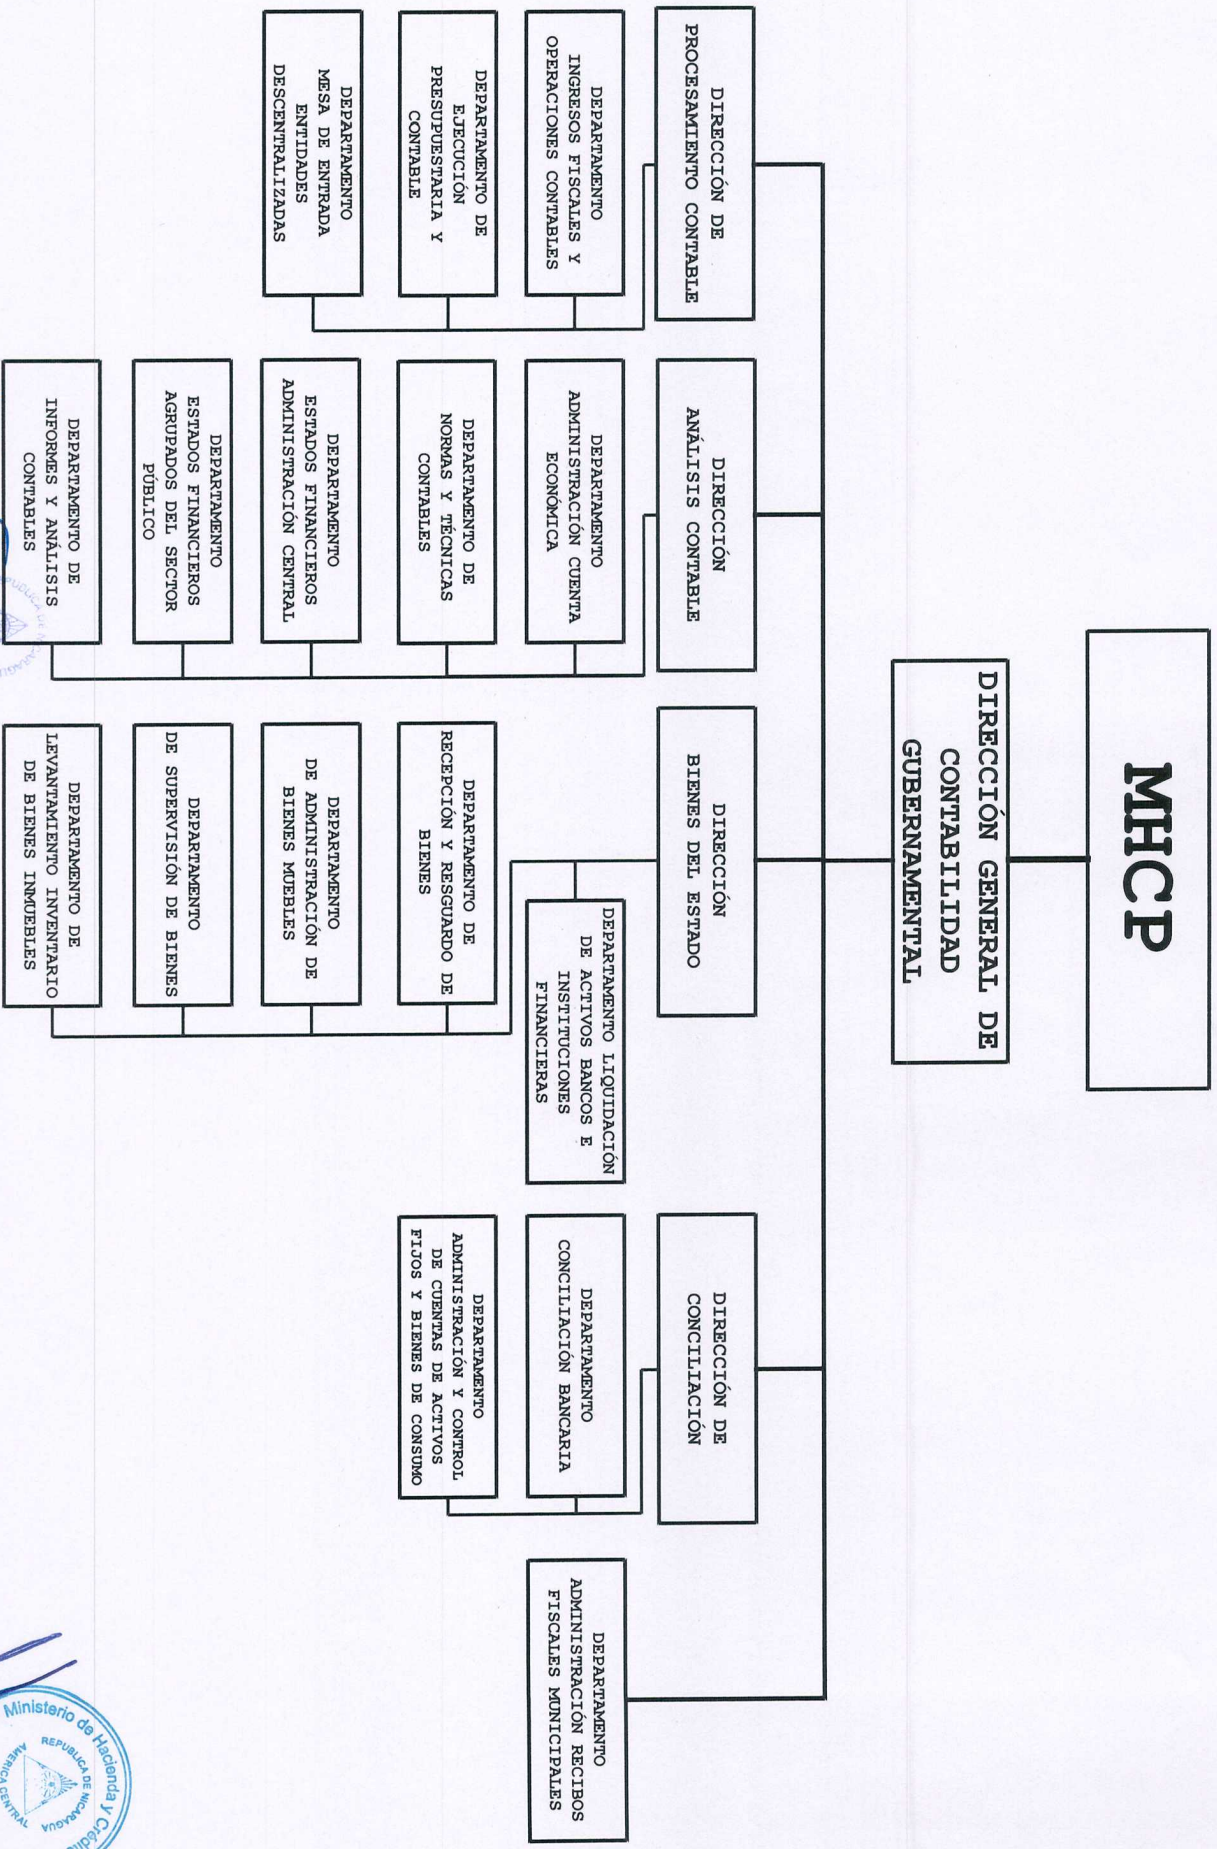 MHCP
DIRECCIÓN GENERAL DE
CONTABILIDAD
GUBERNAMENTAL
DIRECCIÓN DE
PROCESAMIENTO CONTABLE
DEPARTAMENTO
INGRESOS FISCALES Y
OPERACIONES CONTABLES
DEPARTAMENTO DE
EJECUCIÓN
PRESUPUESTARIA Y
CONTABLE
DEPARTAMENTO
MESA DE ENTRADA
ENTIDADES
DESCENTRALIZADAS
DIRECCIÓN
ANÁLISIS CONTABLE
DEPARTAMENTO
ADMINISTRACIÓN CUENTA
ECONÓMICA
DEPARTAMENTO DE
NORMAS Y TÉCNICAS
CONTABLES
DEPARTAMENTO
ESTADOS FINANCIEROS
ADMINISTRACIÓN CENTRAL
DEPARTAMENTO
ESTADOS FINANCIEROS
AGRUPADOS DEL SECTOR
PÚBLICO
DEPARTAMENTO DE
INFORMES Y ANÁLISIS
CONTABLES
DIRECCIÓN
BIENES DEL ESTADO
DEPARTAMENTO LIQUIDACIÓN
DE ACTIVOS BANCOS E
INSTITUCIONES
FINANCIERAS
DEPARTAMENTO DE
RECEPCIÓN Y RESGUARDO DE
BIENES
DEPARTAMENTO
DE ADMINISTRACIÓN DE
BIENES MUEBLES
DEPARTAMENTO
DE SUPERVISIÓN DE BIENES
DEPARTAMENTO DE
LEVANTAMIENTO INVENTARIO
DE BIENES INMUEBLES
DIRECCIÓN DE
CONCILIACIÓN
DEPARTAMENTO
CONCILIACIÓN BANCARIA
DEPARTAMENTO
ADMINISTRACIÓN Y CONTROL
DE CUENTAS DE ACTIVOS
FIJOS Y BIENES DE CONSUMO
DEPARTAMENTO
ADMINISTRACIÓN RECIBOS
FISCALES MUNICIPALES
Ministerio de Hacienda y
REPUBLICA DE NICARAGUA
AMERICA CENTRAL